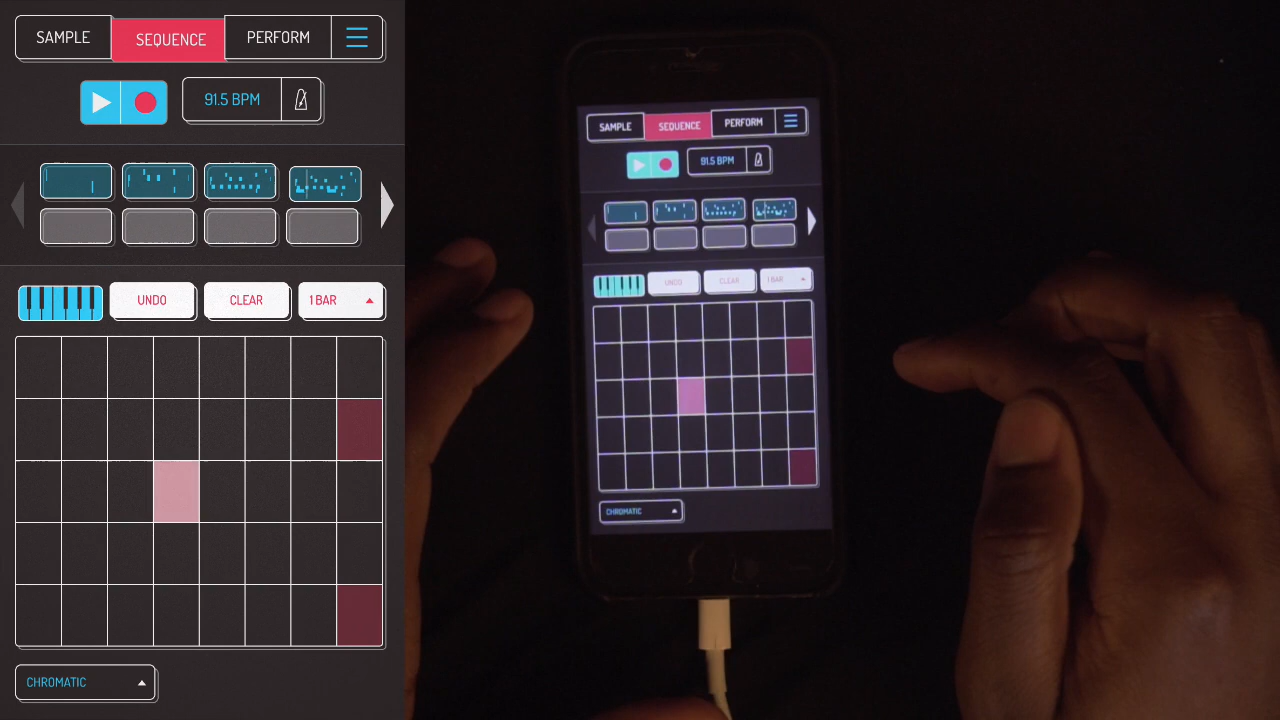 SAMPLE SEQUENCE PERFORM
91.5 BPM
UNDO CLEAR 1 BAR
CHROMATIC
SAMPLE SEQUENCE PERFORM
91.5 BPM
UNDO CLEAR 1 BAR
CHROMATIC